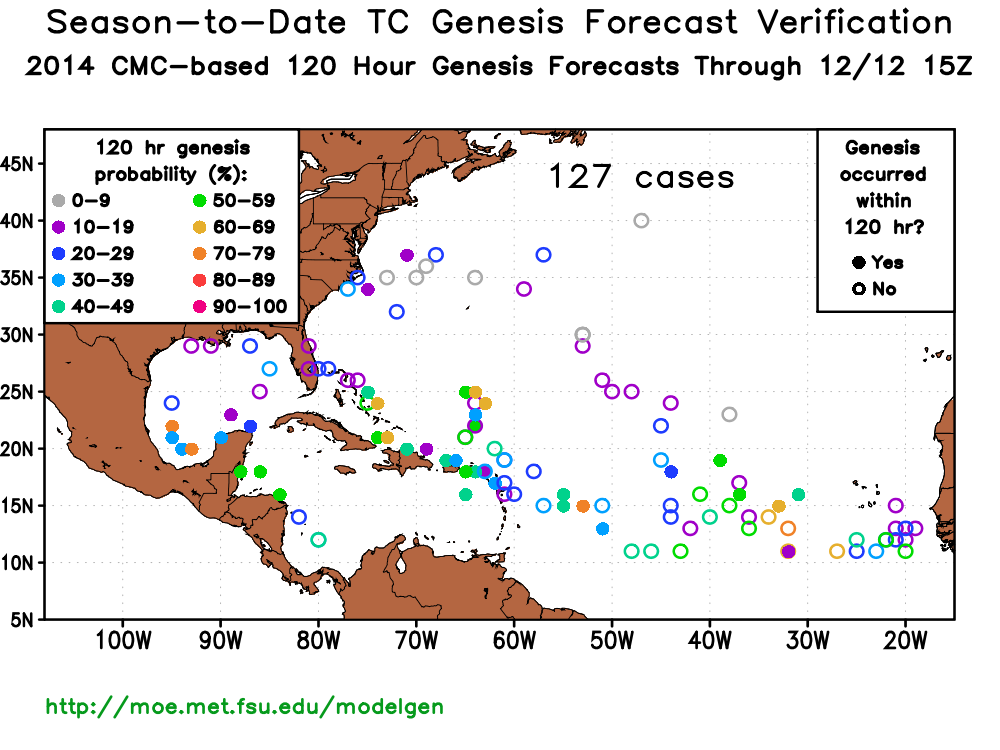 Season-to-Date TC Genesis Forecast Verification
2014 CMC-based 120 Hour Genesis Forecasts Through 12/12 15Z
120 hr genesis
probability (%):
0-9 50-59
10-19 60-69
20-29 70-79
30-39 80-89
40-49 90-100
127 cases
Genesis
occurred
within
120 hr?
Yes
No
45N
40N
35N
30N
25N
20N
15N
10N
5N
100W 90W 80W 70W 60W 50W 40W 30W 20W
http://moe.met.fsu.edu/modelgen